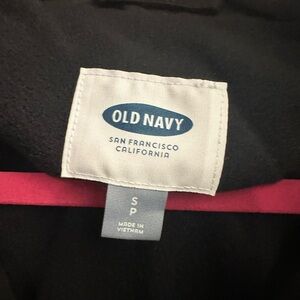 OLD NAVY
SAN FRANCISCO
CALIFORNIA
S
P
MADE IN
VIETNAM